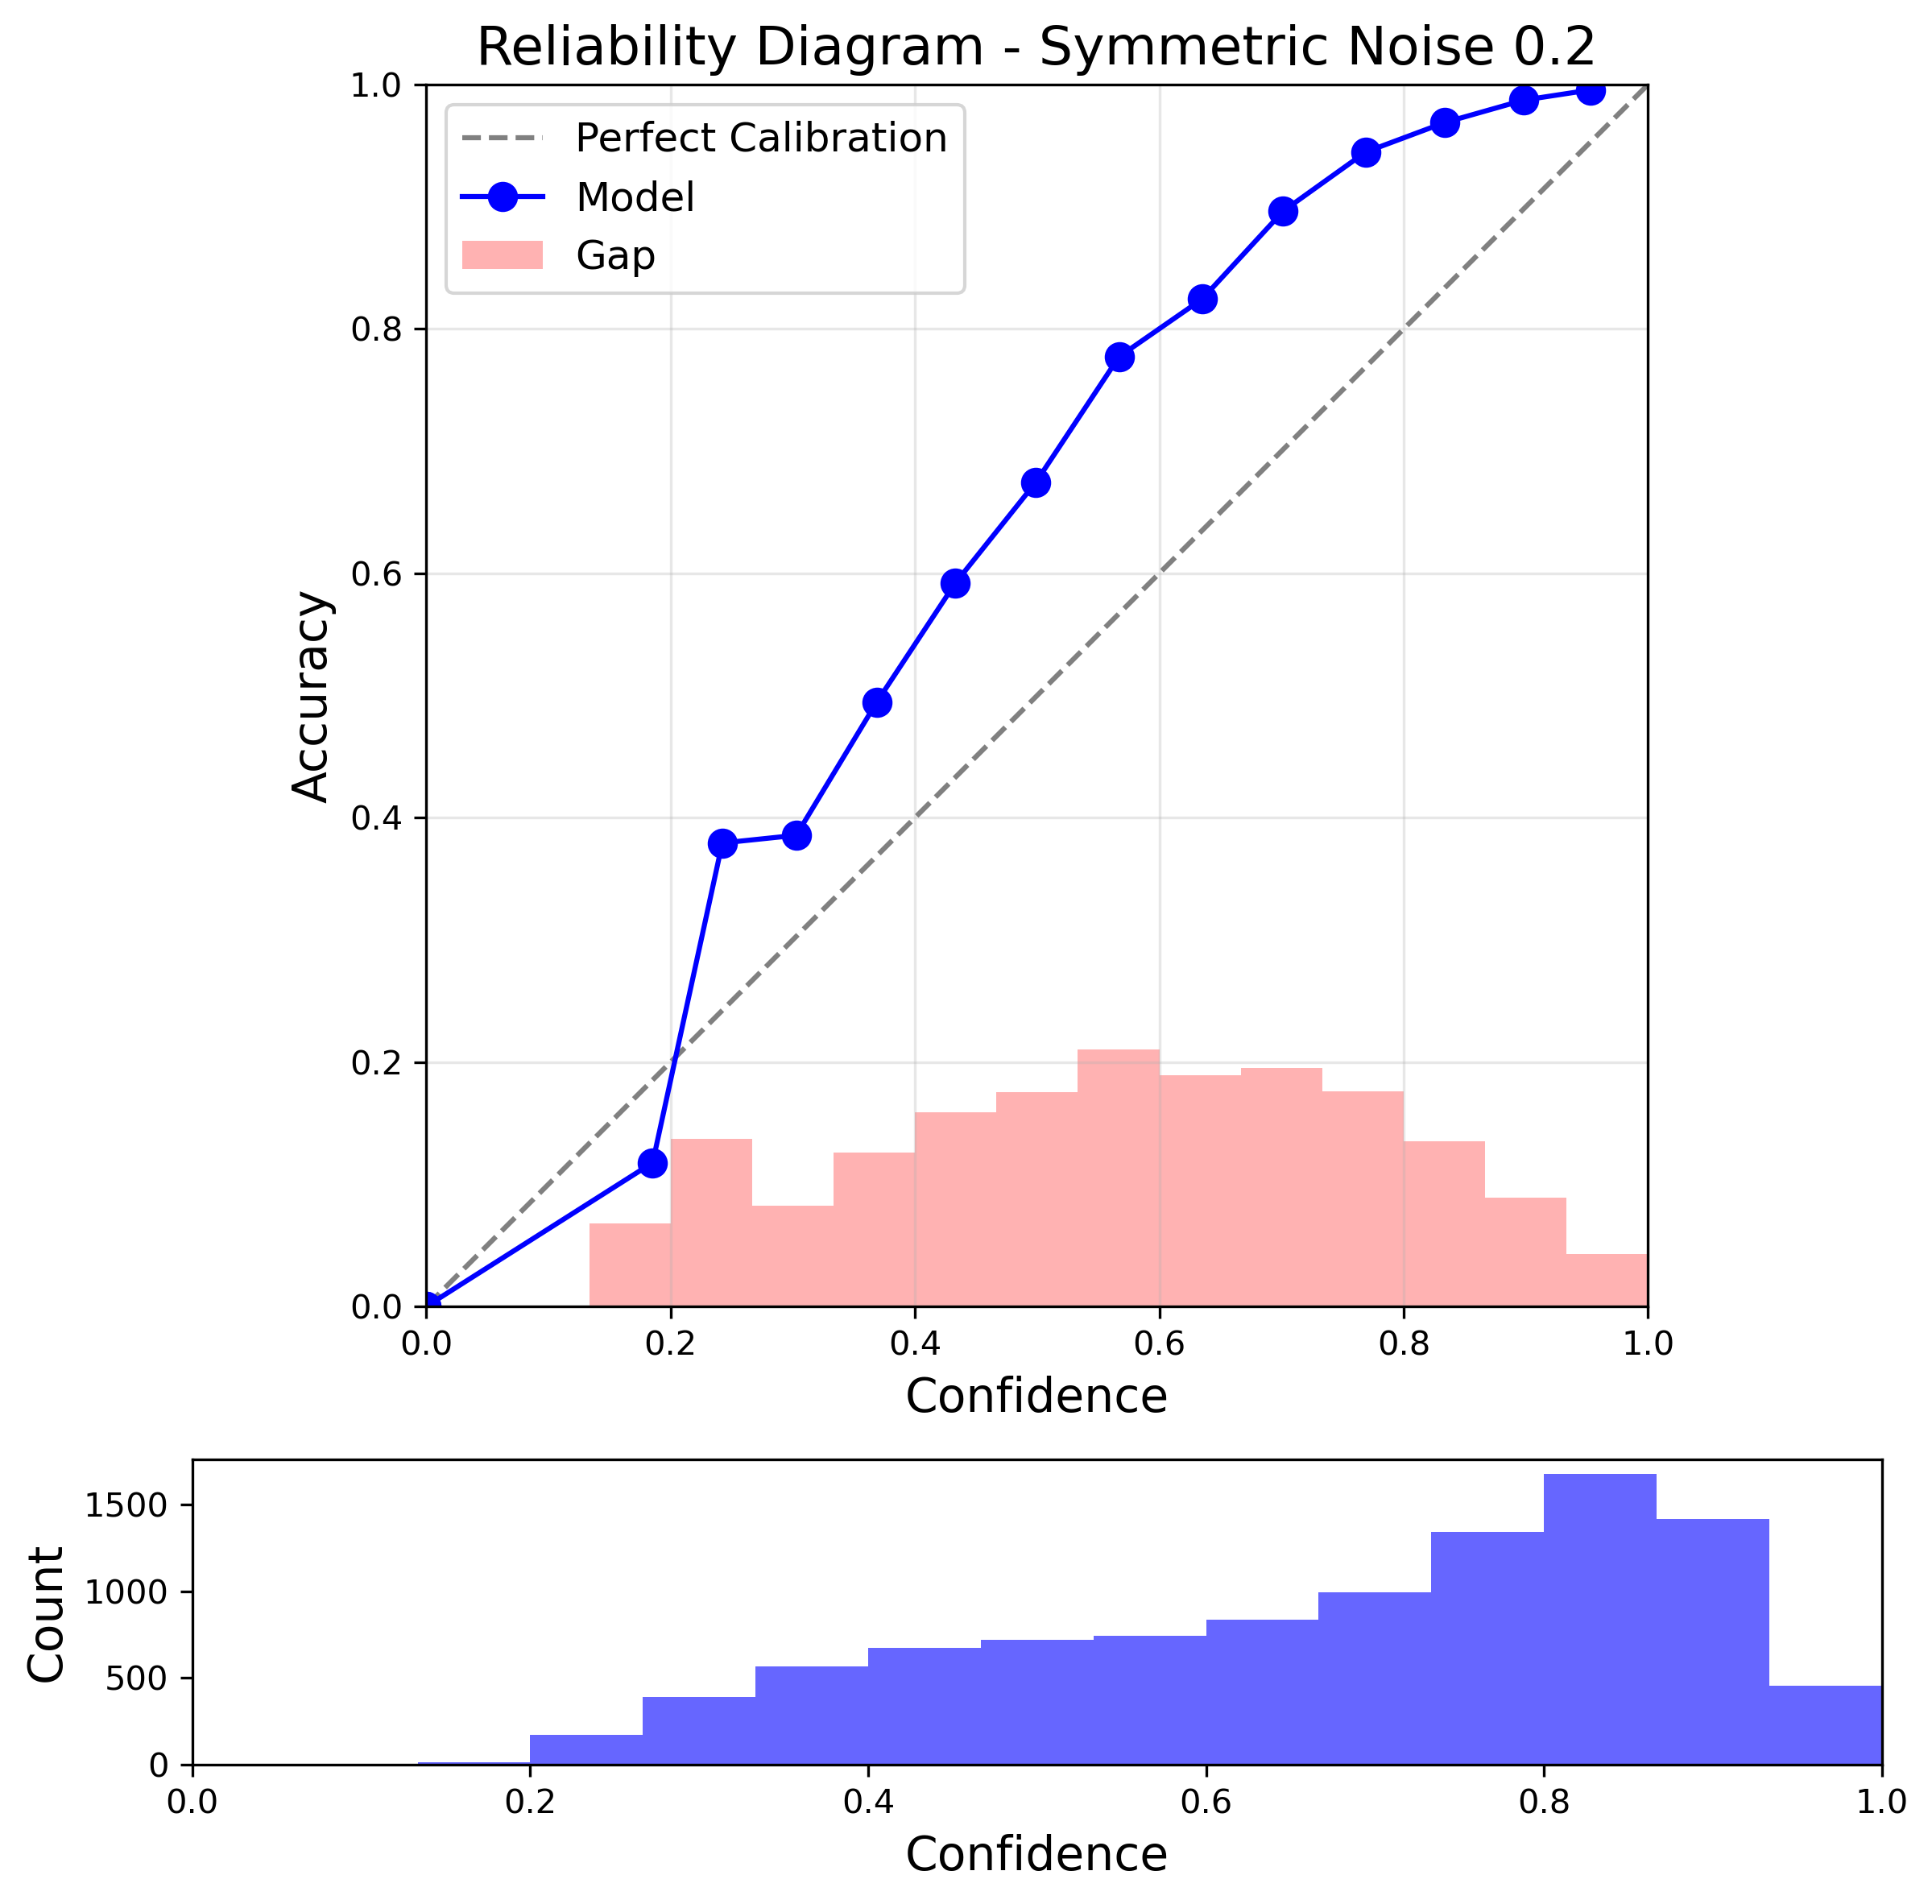 Reliability Diagram - Symmetric Noise 0.2
1.0
Perfect Calibration
Model
Gap
0.8
0.6
0.4
0.2
0.0
Accuracy
0.0 0.2 0.4 0.6 0.8 1.0
Confidence
1500
1000
500
0
Count
0.0 0.2 0.4 0.6 0.8 1.0
Confidence